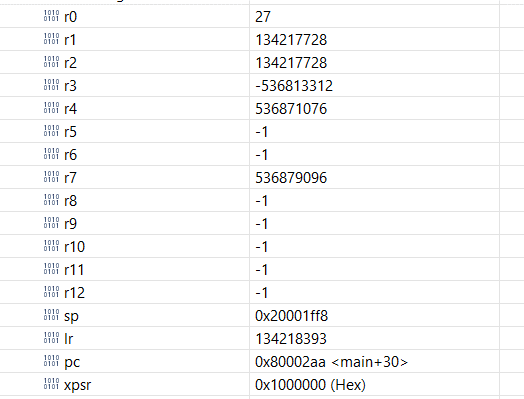 r0 27
r1 134217728
r2 134217728
r3 -536813312
r4 536871076
r5 -1
r6 -1
r7 536879096
r8 -1
r9 -1
r10 -1
r11 -1
r12 -1
sp 0x20001ff8
lr 134218393
pc 0x80002aa <main+30>
xpsr 0x1000000 (Hex)